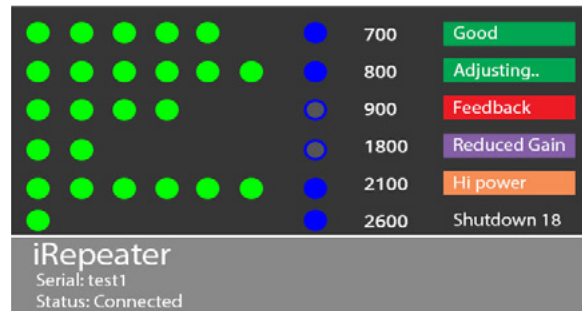 700 Good
800 Adjusting..
900 Feedback
1800 Reduced Gain
2100 Hi power
2600 Shutdown 18
iRepeater
Serial: test1
Status: Connected